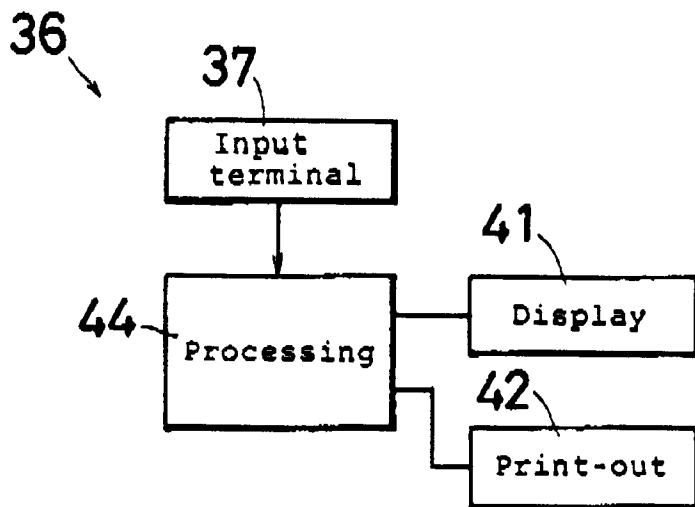 36
37
Input
terminal
41
Display
44
Processing
42
Print-out